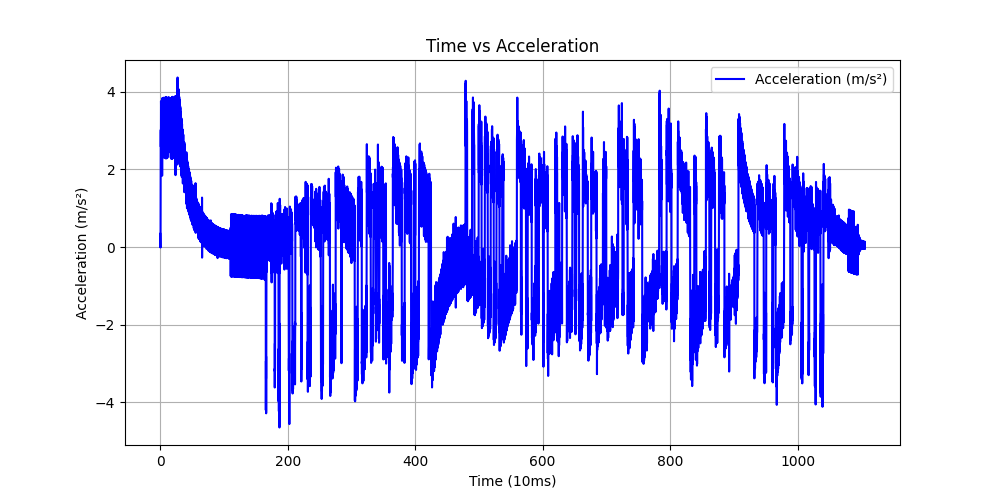 Time vs Acceleration
Acceleration (m/s²)
Acceleration (m/s²)
4
2
0
−2
−4
0 200 400 600 800 1000
Time (10ms)